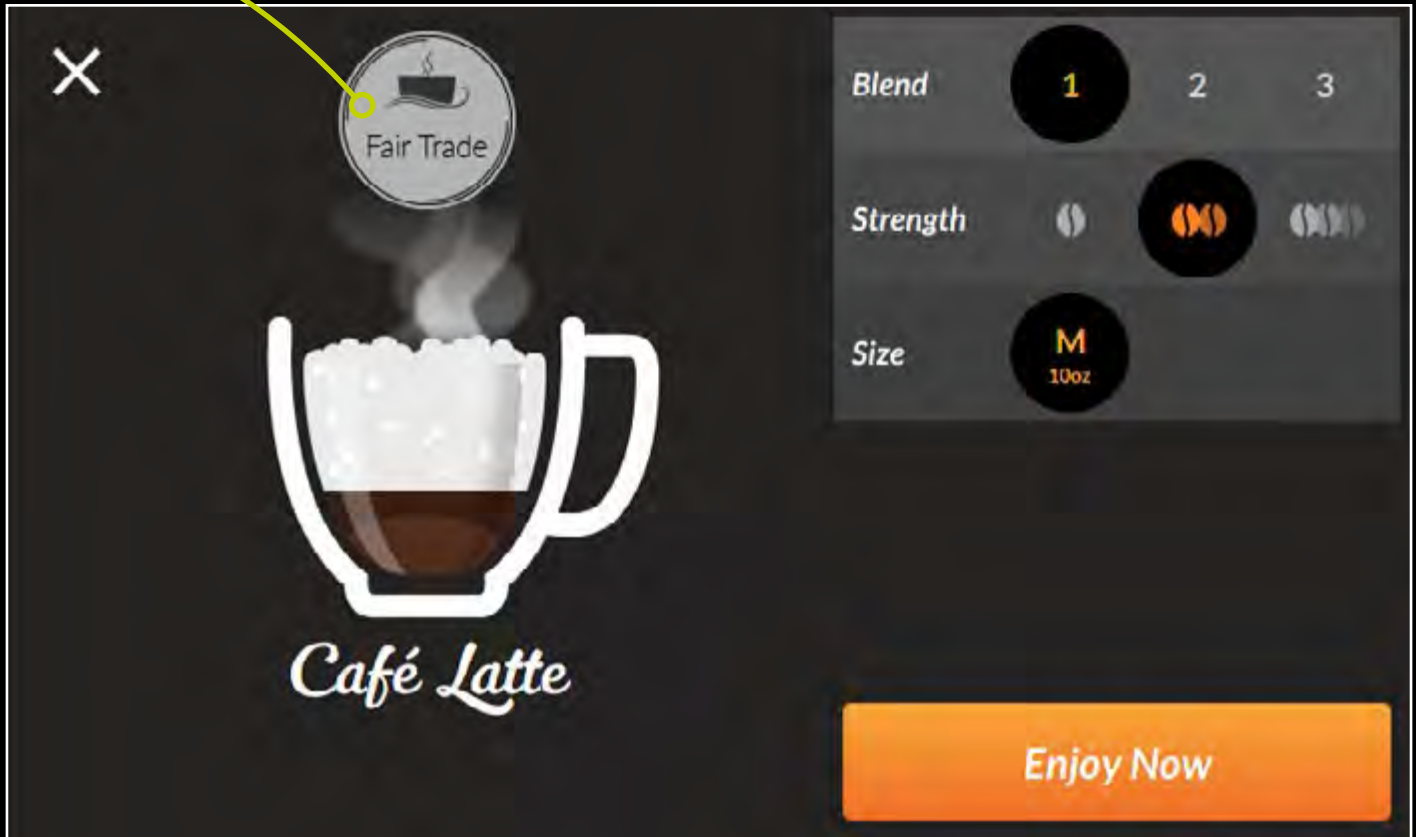 Fair Trade
Café Latte
Blend 1 2 3
Strength
Size M
10oz
Enjoy Now